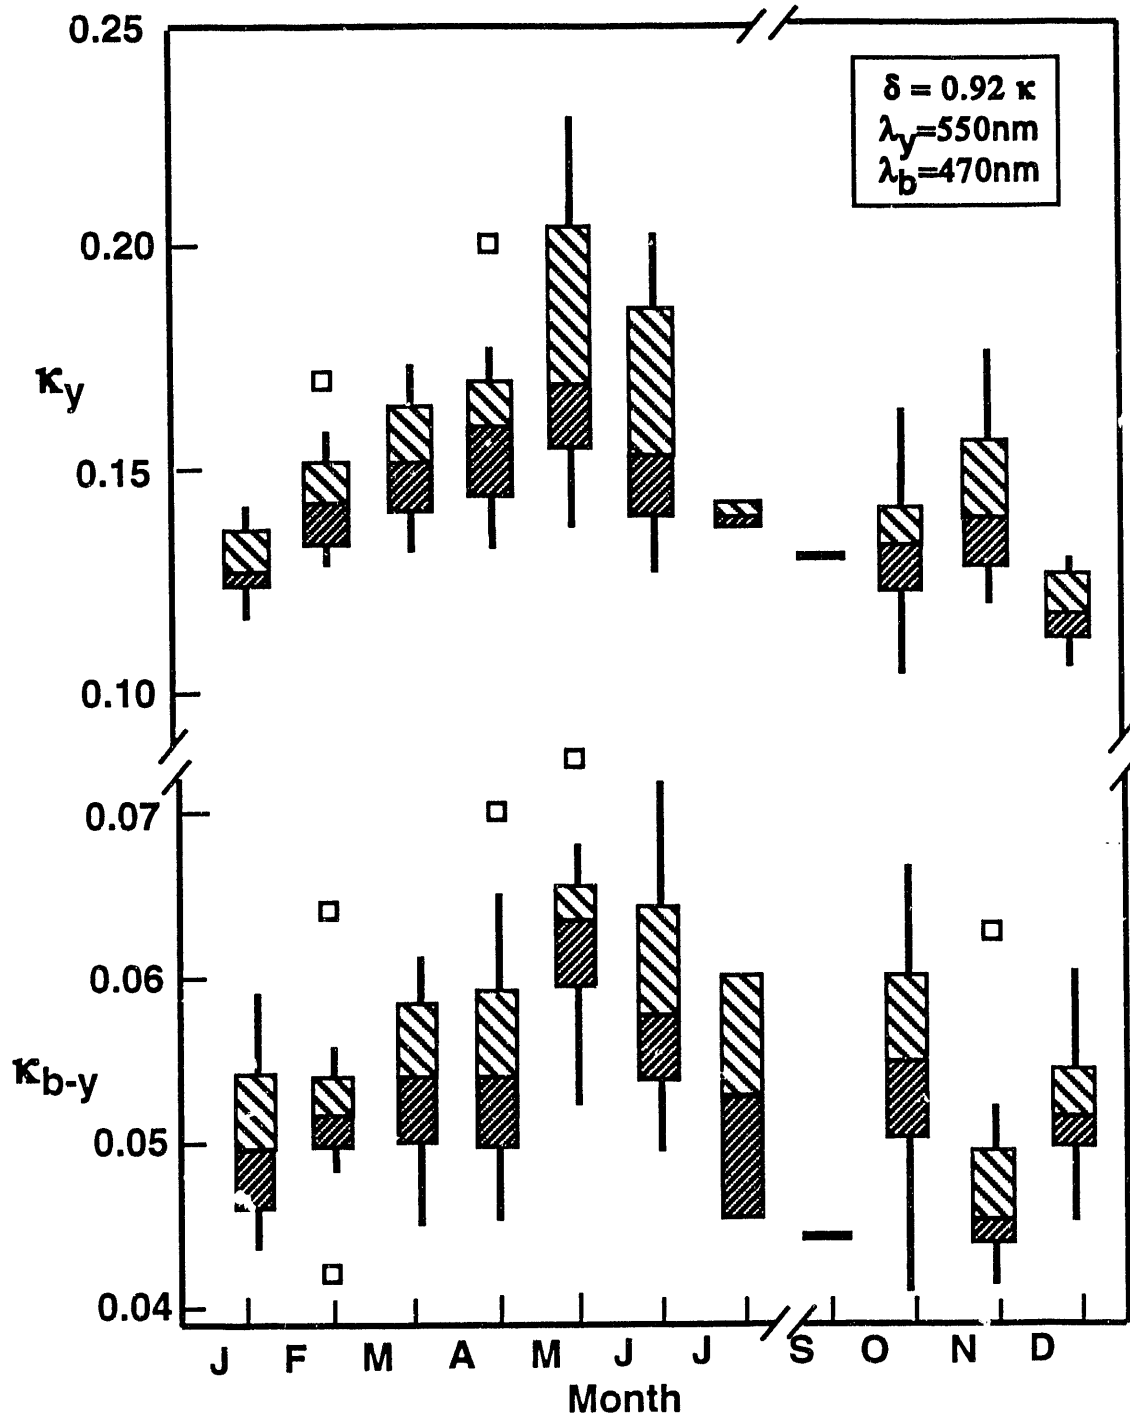 0.25
δ = 0.92 κ
λy=550nm
λb=470nm
0.20
κy
0.15
0.10
0.07
0.06
κb-y
0.05
0.04
J F M A M J J S O N D
Month